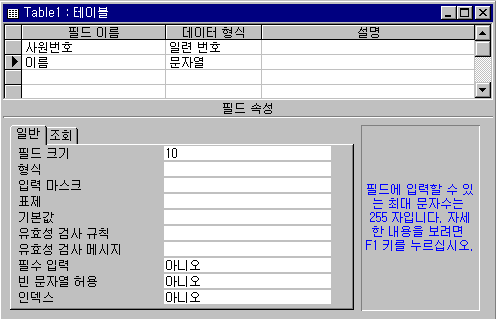 Table1 : 테이블
필드 이름 데이터 형식 설명
사원번호 일련 번호
이름 문자열
필드 속성
일반 조회
필드 크기 10
형식
입력 마스크
표제
기본값
유효성 검사 규칙
유효성 검사 메시지
필수 입력 아니오
빈 문자열 허용 아니오
인덱스 아니오
필드에 입력할 수 있
는 최대 문자수는
255 자입니다. 자세
한 내용을 보려면
F1 키를 누르십시오.